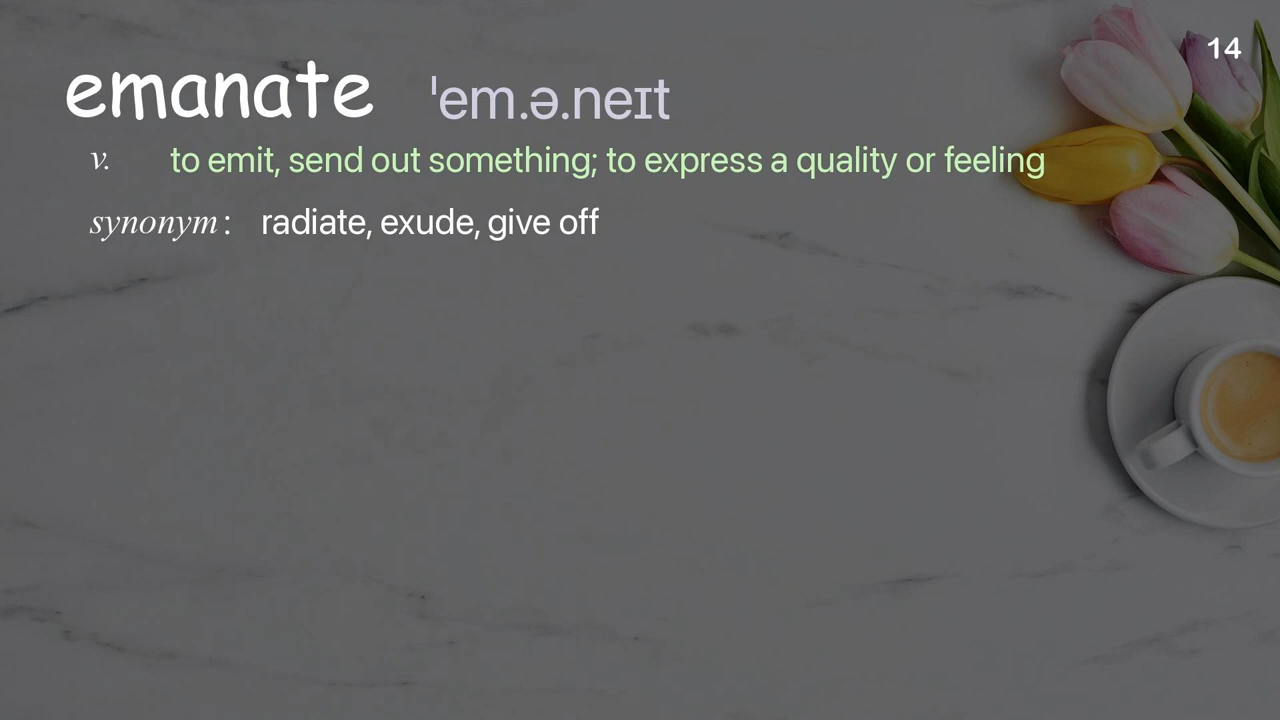 14
emanate ˈem.ə.neɪt
v. to emit, send out something; to express a quality or feeling
synonym: radiate, exude, give off